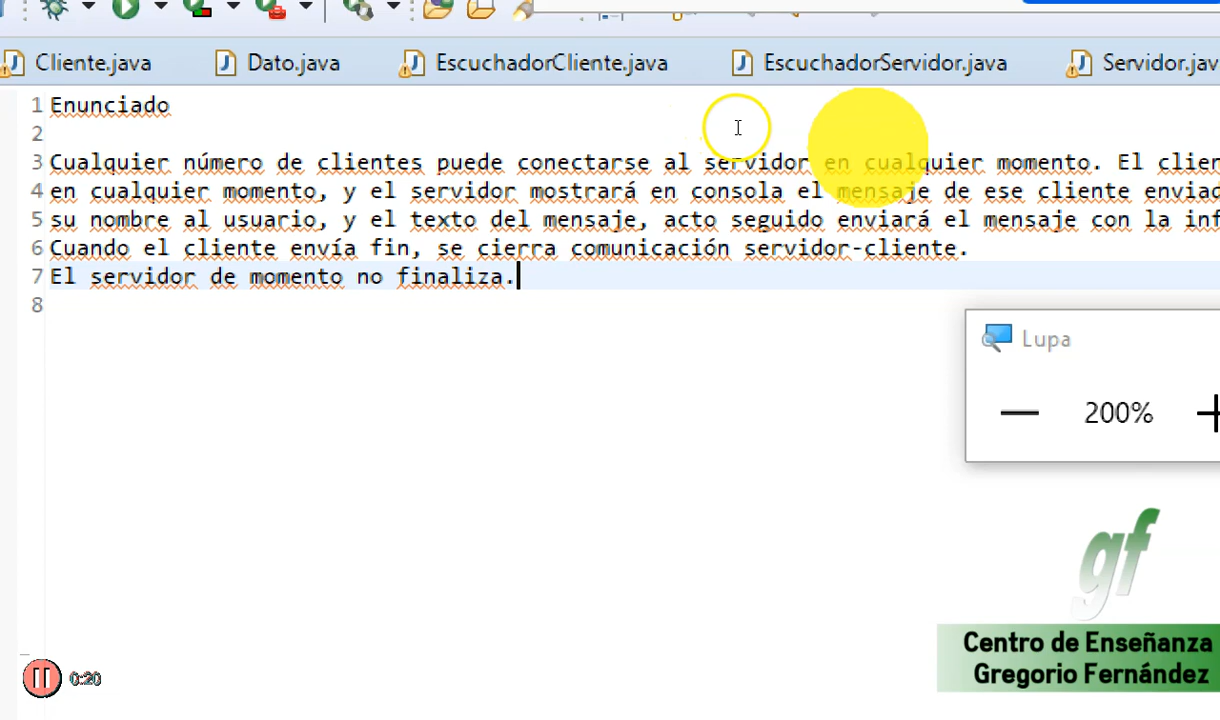 Cliente.java Dato.java EscuchadorCliente.java EscuchadorServidor.java Servidor.jav
1 Enunciado
2
3 Cualquier número de clientes puede conectarse al servidor en cualquier momento. El clien
4 en cualquier momento, y el servidor mostrará en consola el mensaje de ese cliente enviad
5 su nombre al usuario, y el texto del mensaje, acto seguido enviará el mensaje con la inf
6 Cuando el cliente envía fin, se cierra comunicación servidor-cliente.
7 El servidor de momento no finaliza.
8
Lupa
200%
gf
Centro de Enseñanza
Gregorio Fernández
0:20